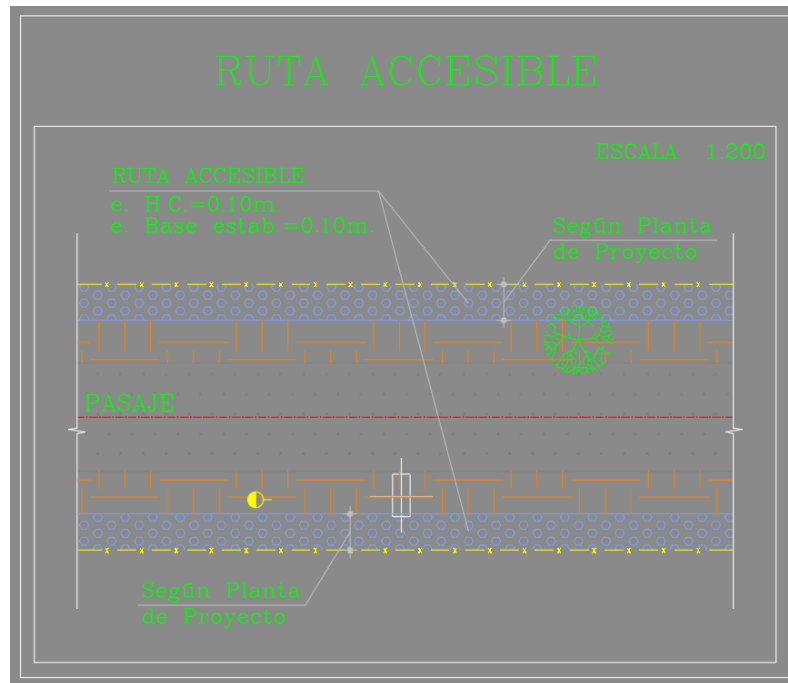 RUTA ACCESIBLE
ESCALA 1:200
RUTA ACCESIBLE
e. H.C.=0.10m.
e. Base estab.=0.10m.
Según Planta
de Proyecto
PASAJE
Según Planta
de Proyecto